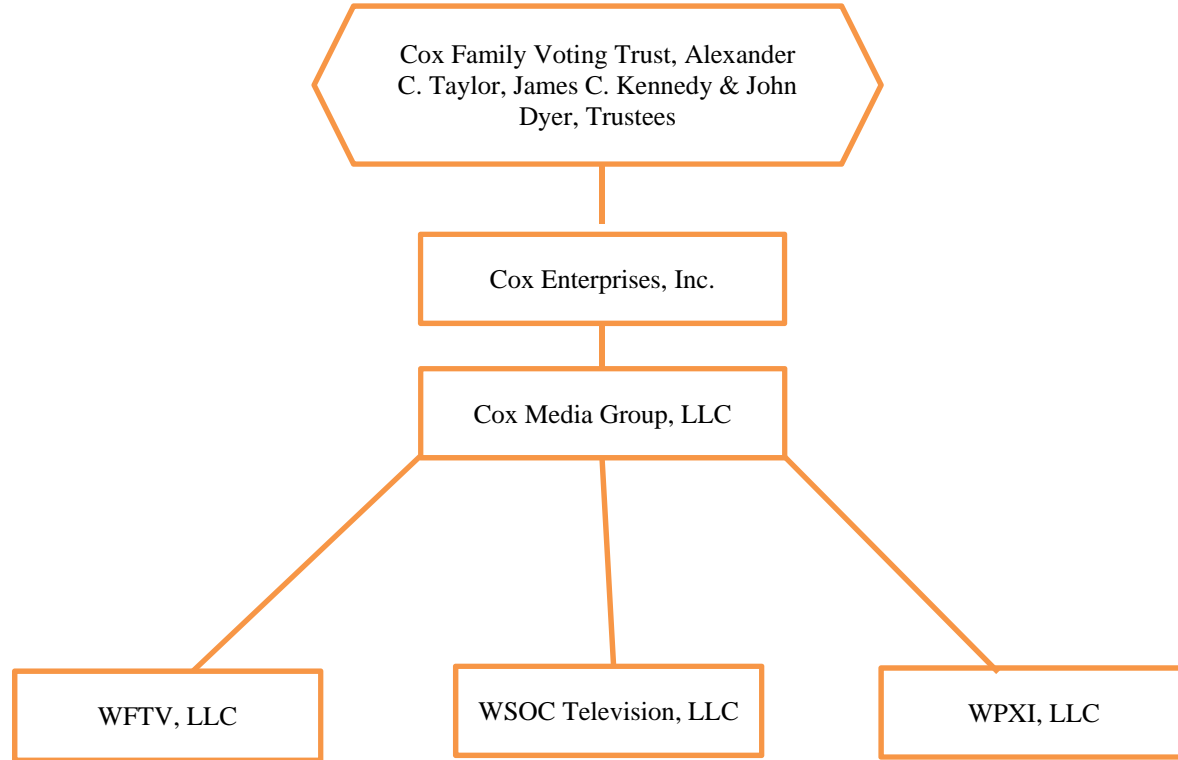 Cox Family Voting Trust, Alexander
C. Taylor, James C. Kennedy & John
Dyer, Trustees
Cox Enterprises, Inc.
Cox Media Group, LLC
WFTV, LLC
WSOC Television, LLC
WPXI, LLC